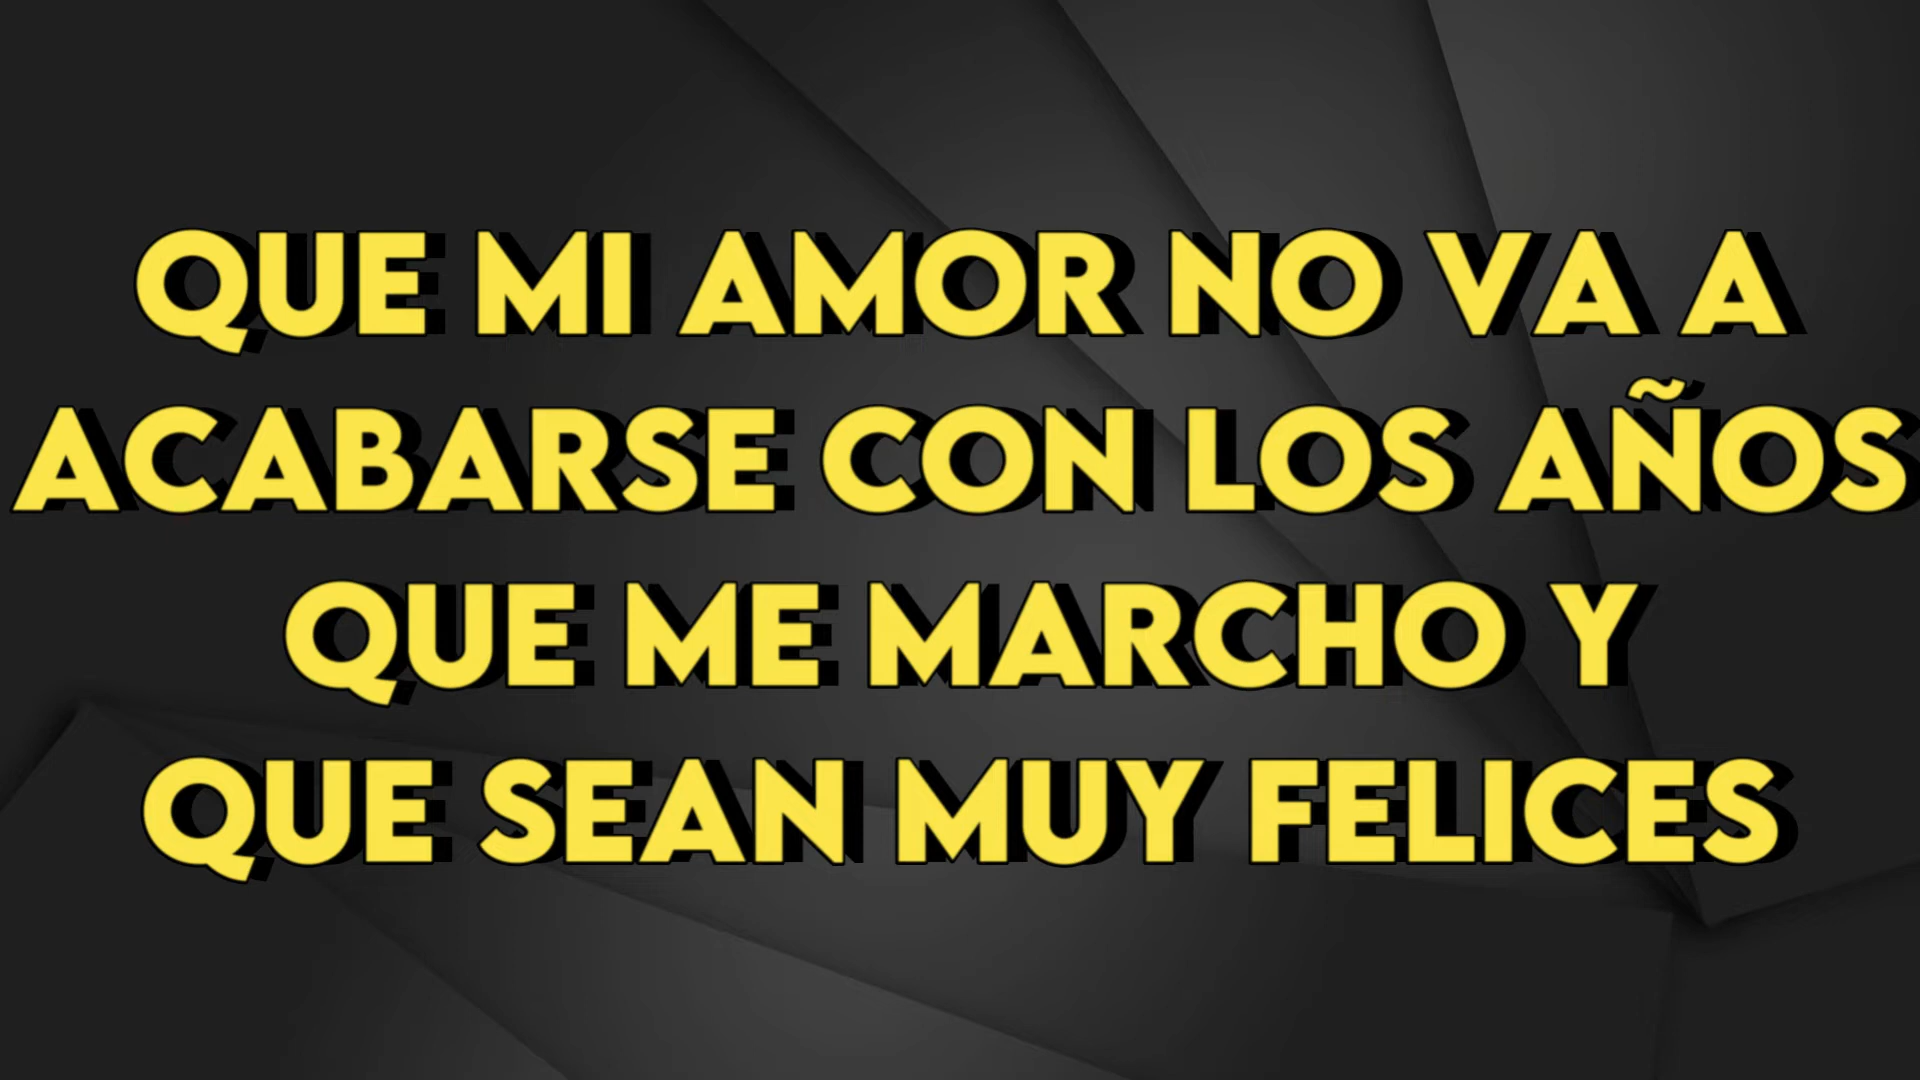 QUE MI AMOR NO VA A
ACABARSE CON LOS AÑOS
QUE ME MARCHO Y
QUE SEAN MUY FELICES